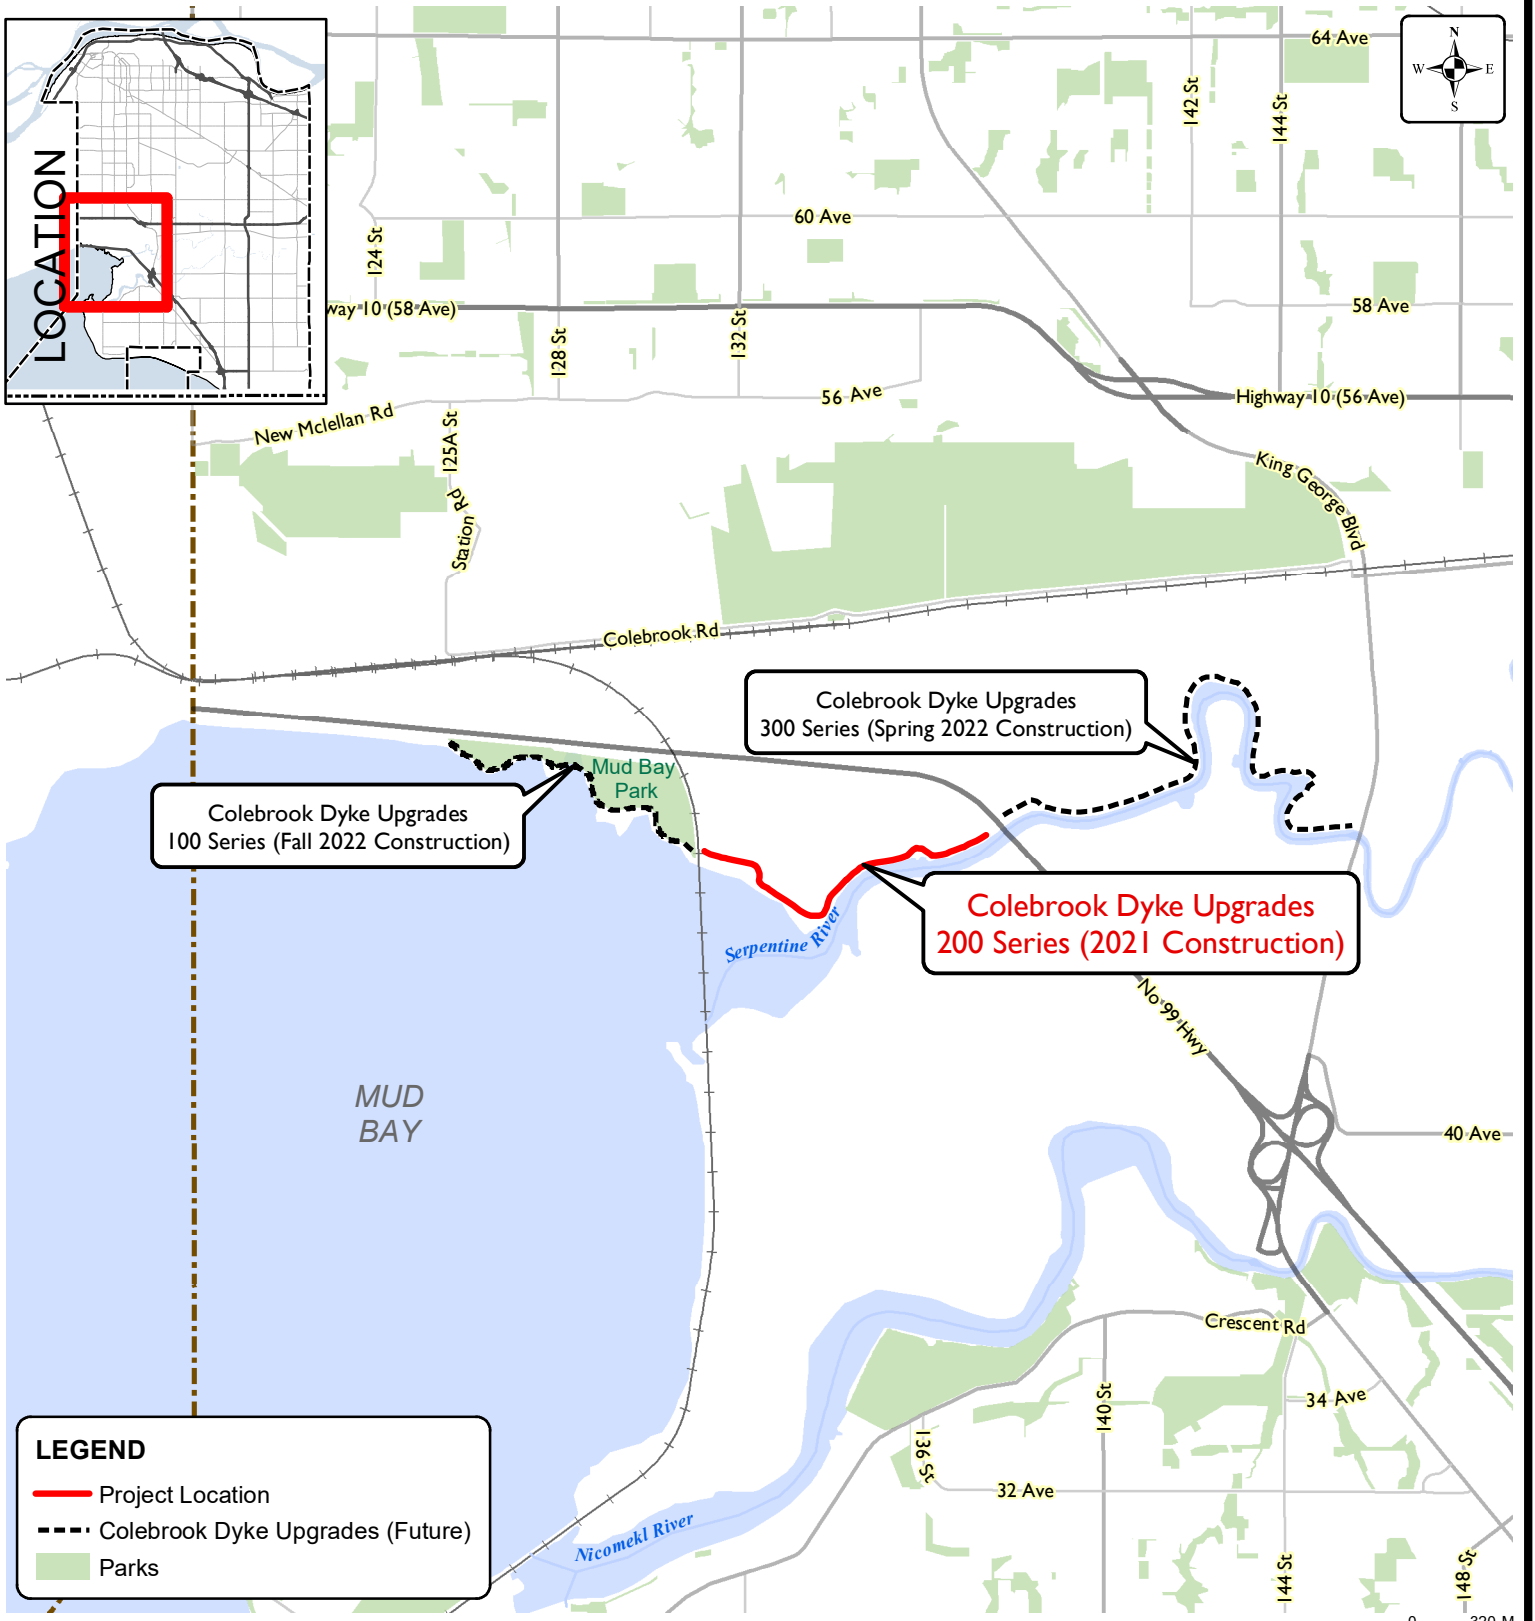 LOCATION
64 Ave
N
W E
S
142 St
144 St
60 Ave
124 St
way 10 (58 Ave)
58 Ave
128 St
132 St
56 Ave
Highway 10 (56 Ave)
New Mclellan Rd
125A St
King George Blvd
Station Rd
Colebrook Rd
Colebrook Dyke Upgrades
300 Series (Spring 2022 Construction)
Mud Bay
Park
Colebrook Dyke Upgrades
100 Series (Fall 2022 Construction)
Colebrook Dyke Upgrades
200 Series (2021 Construction)
Serpentine River
No 99 Hwy
MUD
BAY
40 Ave
Crescent Rd
34 Ave
140 St
136 St
32 Ave
Nicomekl River
144 St
148 St
LEGEND
Project Location
Colebrook Dyke Upgrades (Future)
Parks
0 320 M